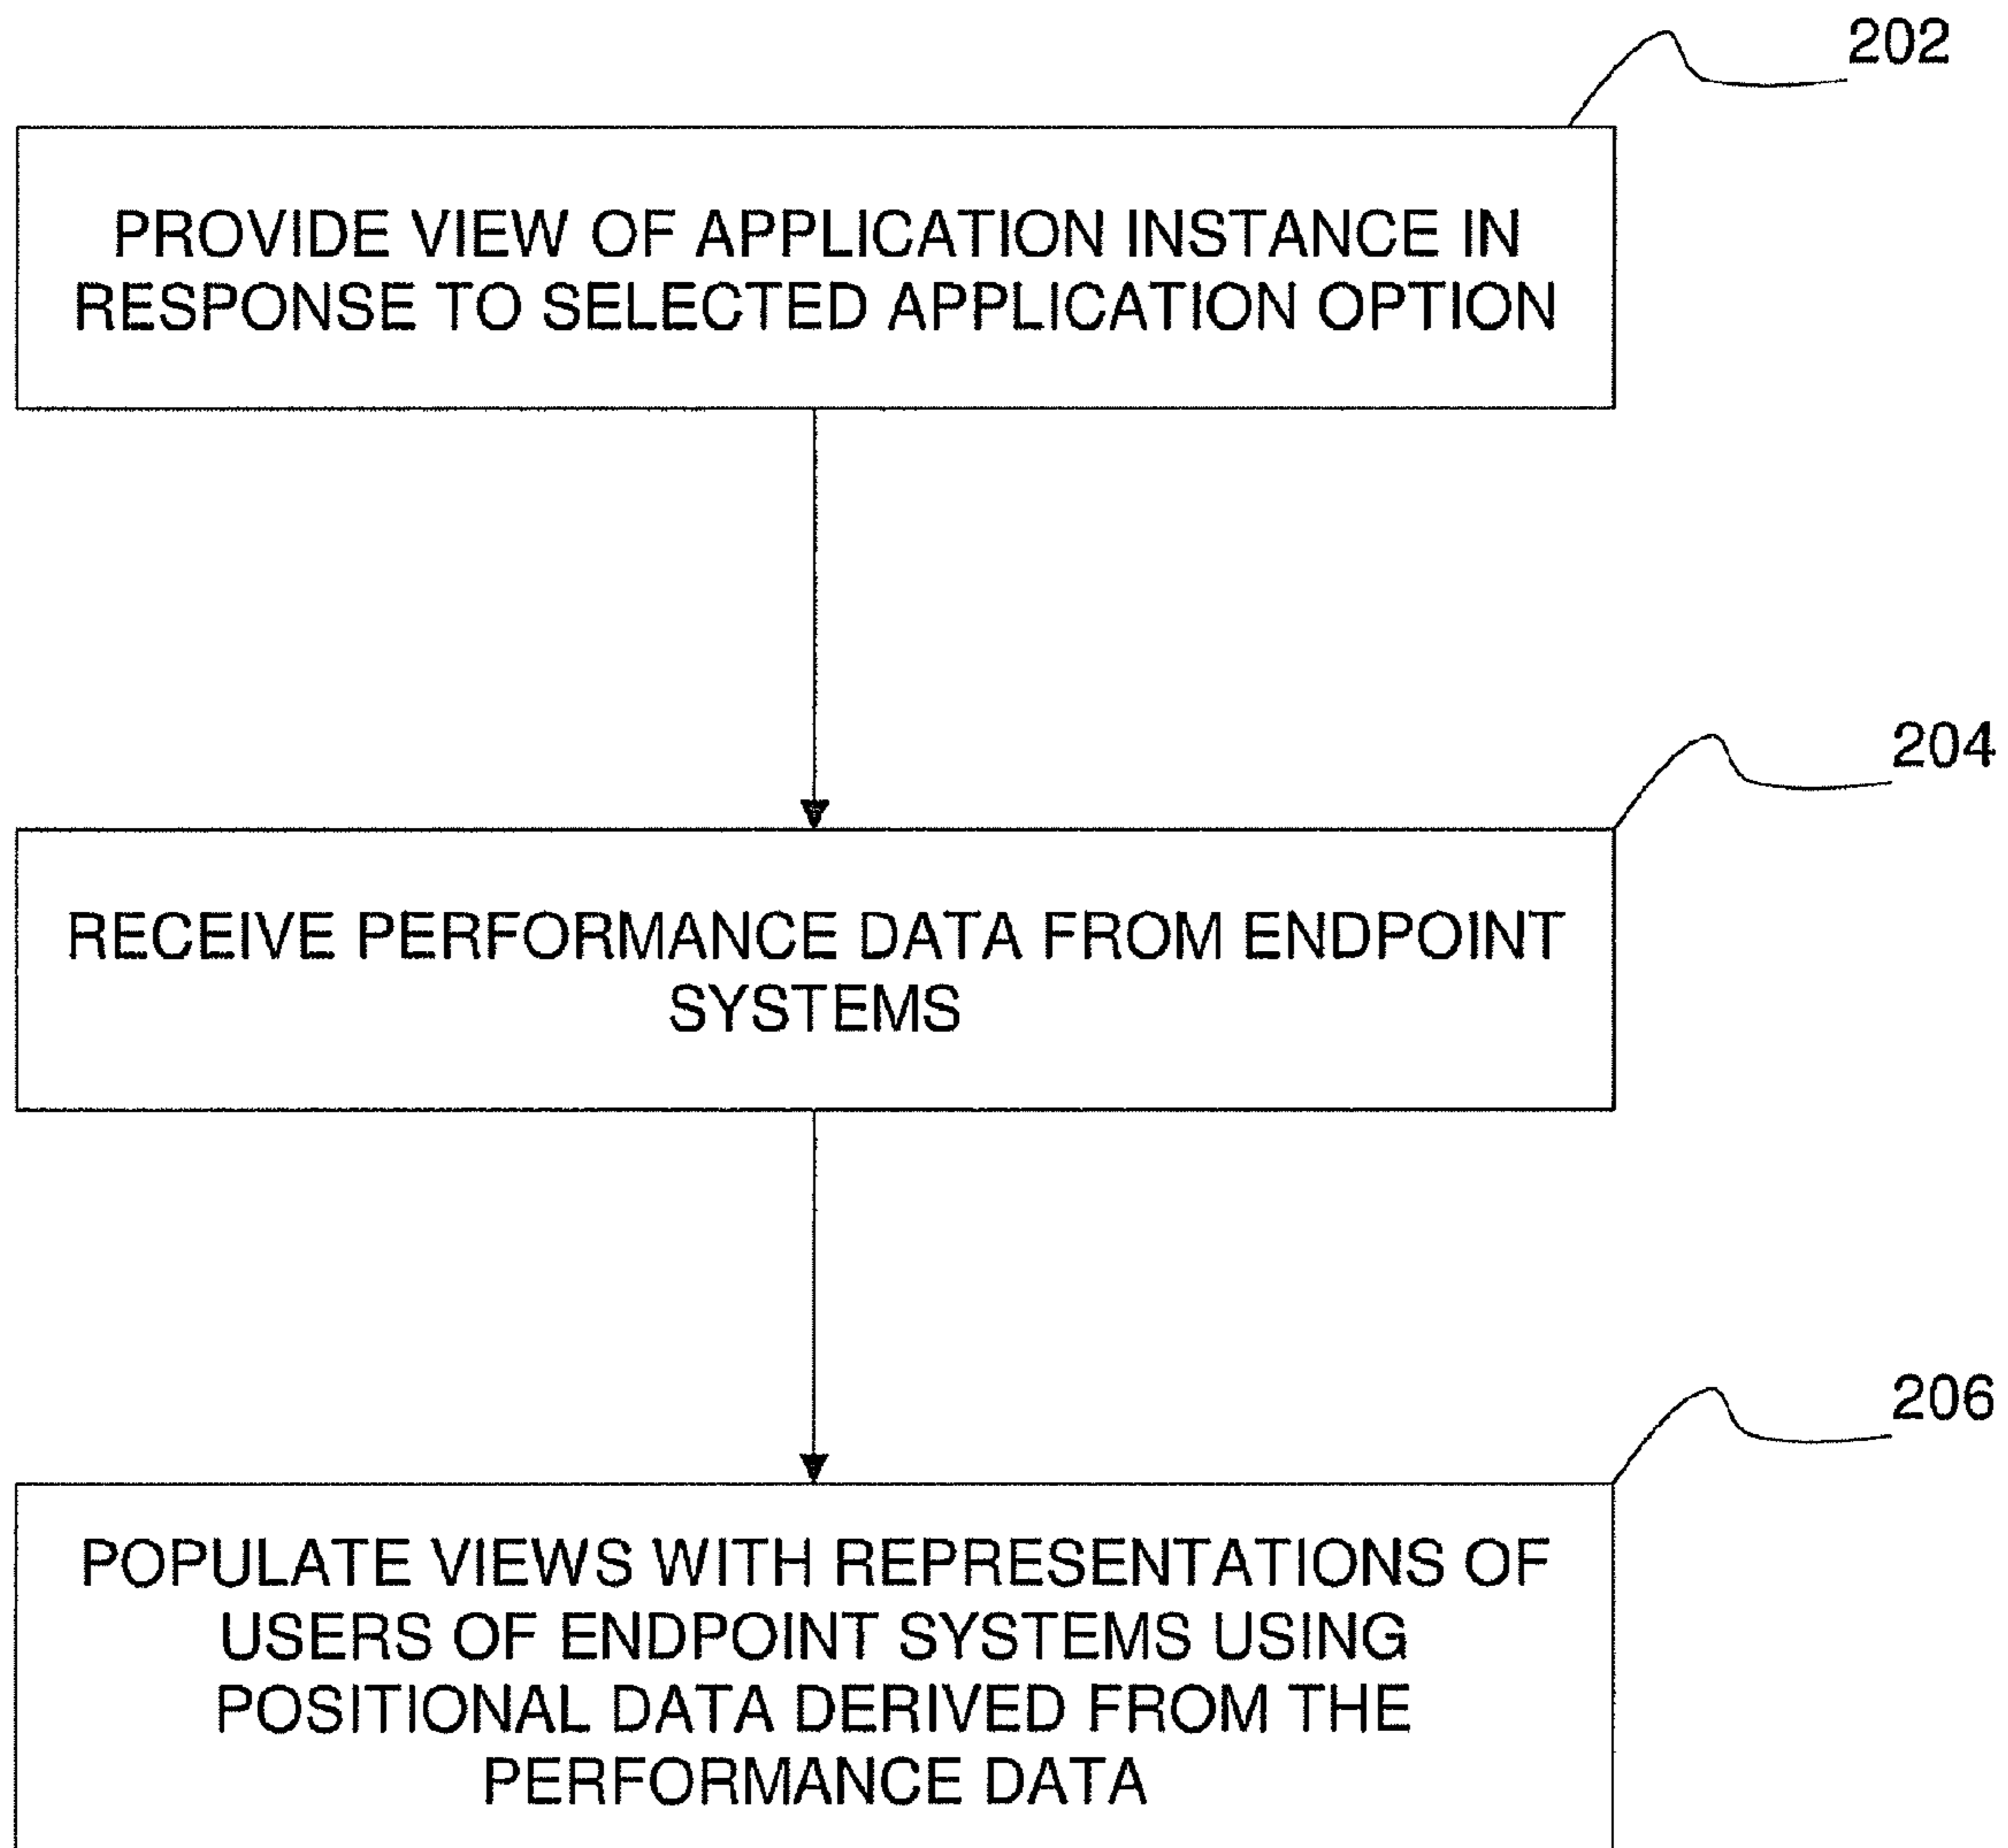 202
PROVIDE VIEW OF APPLICATION INSTANCE IN
RESPONSE TO SELECTED APPLICATION OPTION
204
RECEIVE PERFORMANCE DATA FROM ENDPOINT
SYSTEMS
206
POPULATE VIEWS WITH REPRESENTATIONS OF
USERS OF ENDPOINT SYSTEMS USING
POSITIONAL DATA DERIVED FROM THE
PERFORMANCE DATA